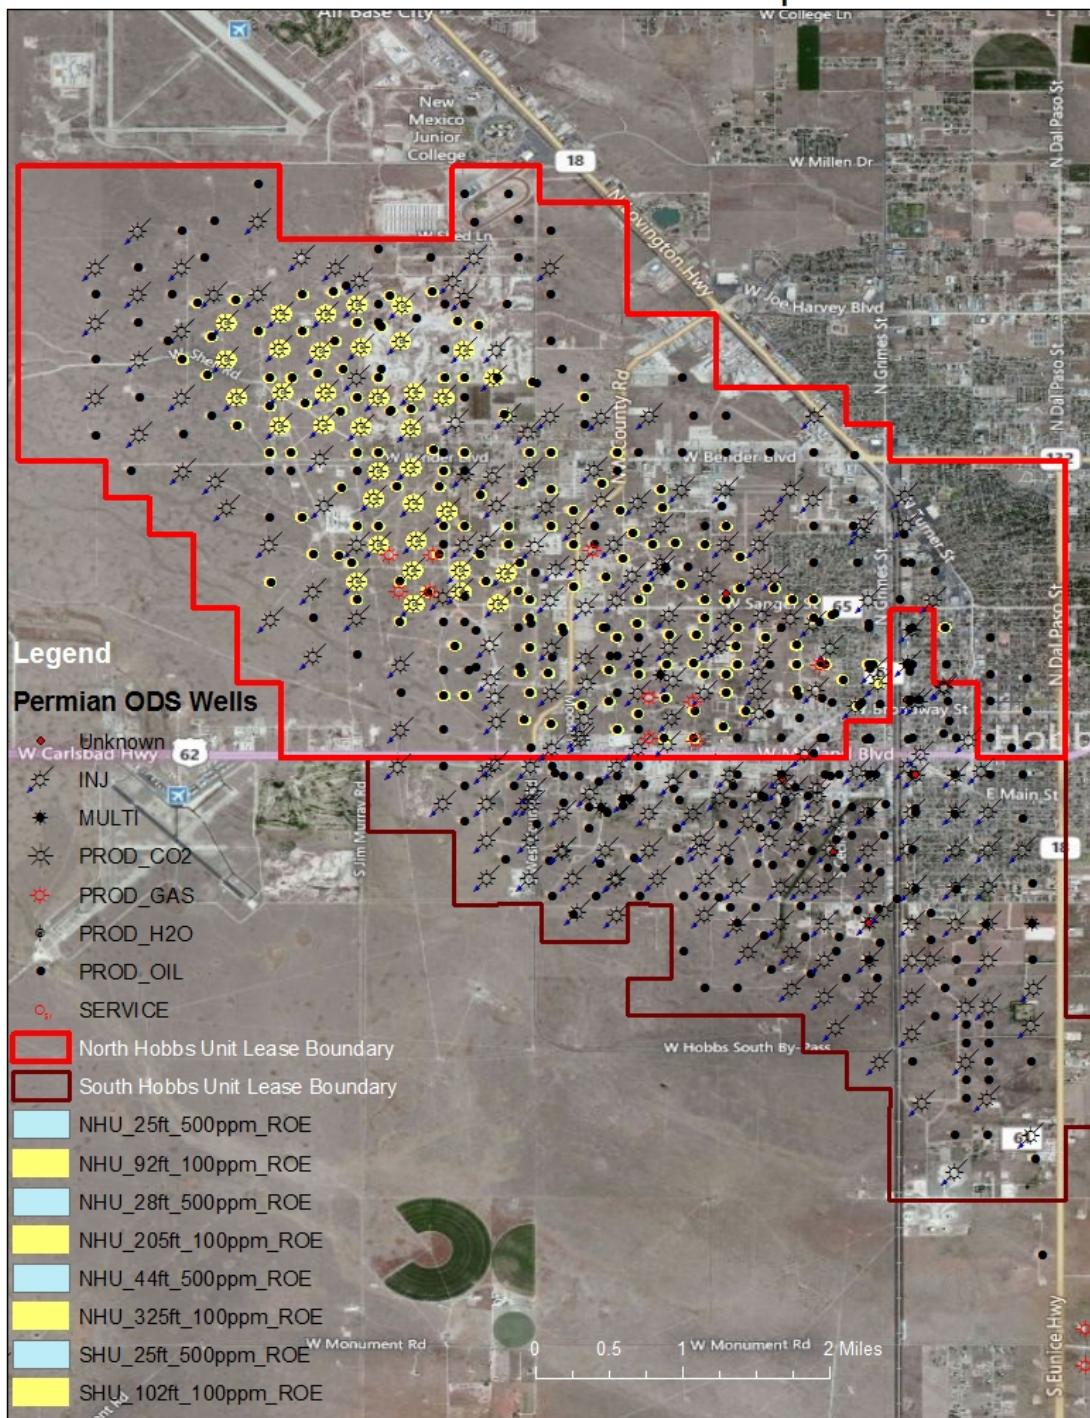 Air Base City
W College Ln
New
Mexico
Junior
College
18
W Millen Dr
N Dal Paso St
N Lovington Hwy
W Joe Harvey Blvd
N Grimes St
N Dal Paso St
W County Rd
W Bender Blvd
132
N Turner St
W Sanger St
65
N Grimes St
N Dal Paso St
W Broadway St
W Carlsbad Hwy
62
Blvd
E Main St
S Jim Murray Rd
18
W Hobbs South By-Pass
W Monument Rd
W Monument Rd
S Eunice Hwy
0 0.5 1 2 Miles
Legend
Permian ODS Wells
Unknown
INJ
MULTI
PROD_CO2
PROD_GAS
PROD_H2O
PROD_OIL
SERVICE
North Hobbs Unit Lease Boundary
South Hobbs Unit Lease Boundary
NHU_25ft_500ppm_ROE
NHU_92ft_100ppm_ROE
NHU_28ft_500ppm_ROE
NHU_205ft_100ppm_ROE
NHU_44ft_500ppm_ROE
NHU_325ft_100ppm_ROE
SHU_25ft_500ppm_ROE
SHU_102ft_100ppm_ROE